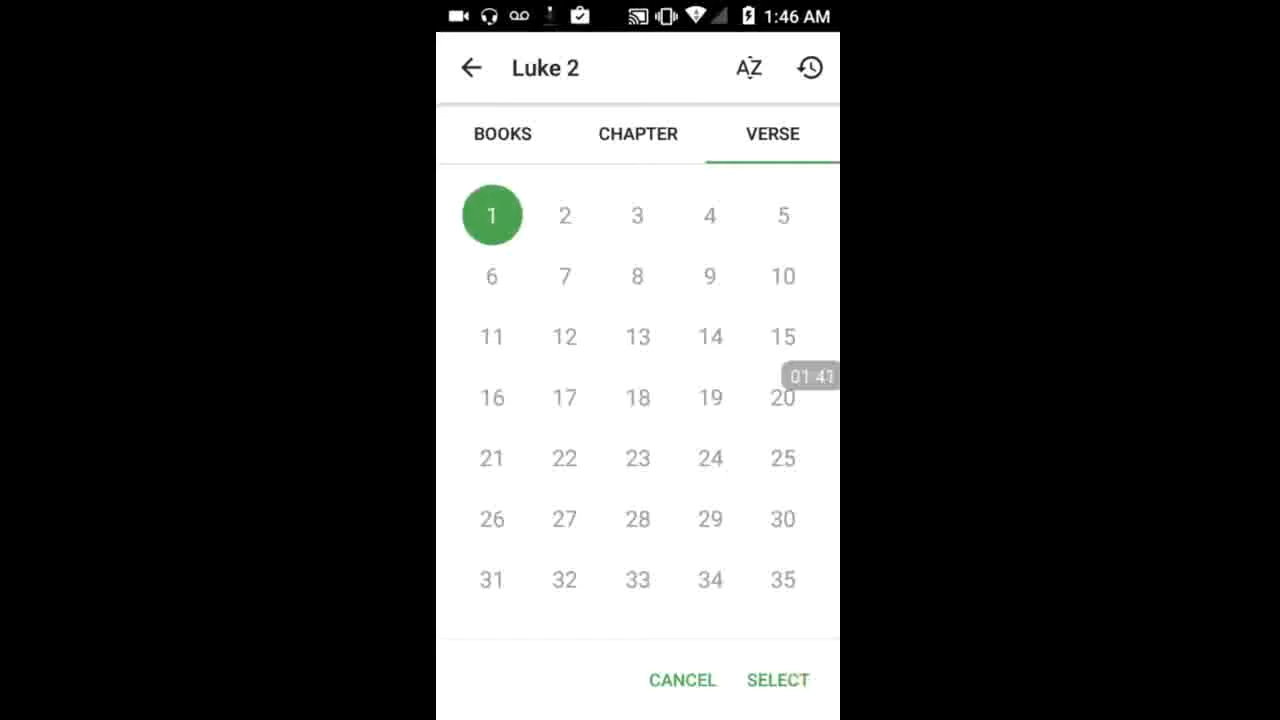 1:46 AM
Luke 2 AZ
BOOKS CHAPTER VERSE
1 2 3 4 5
6 7 8 9 10
11 12 13 14 15
01:41
16 17 18 19 20
21 22 23 24 25
26 27 28 29 30
31 32 33 34 35
CANCEL SELECT